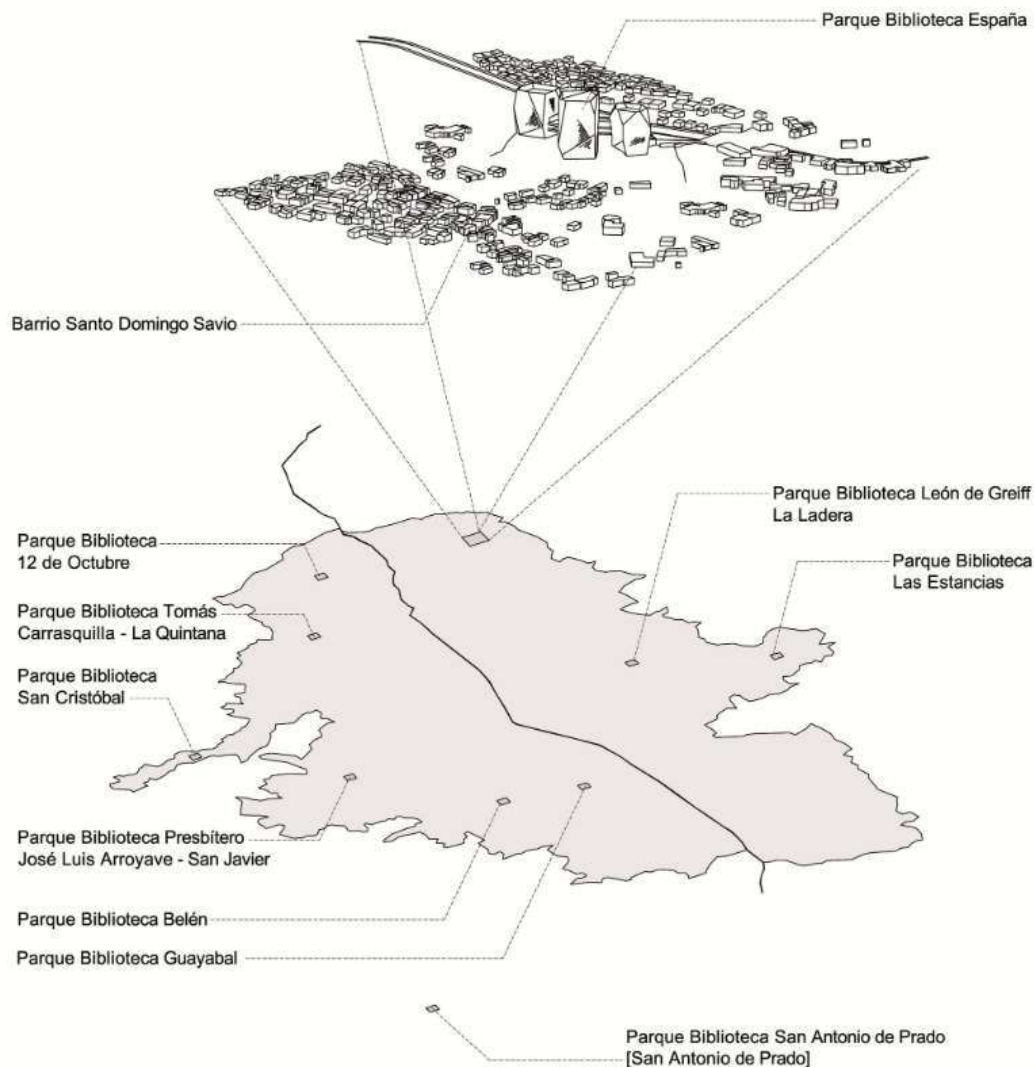 Parque Biblioteca España
Barrio Santo Domingo Savio
Parque Biblioteca León de Greiff
La Ladera
Parque Biblioteca
12 de Octubre
Parque Biblioteca
Las Estancias
Parque Biblioteca Tomás
Carrasquilla - La Quintana
Parque Biblioteca
San Cristóbal
Parque Biblioteca Presbítero
José Luis Arroyave - San Javier
Parque Biblioteca Belén
Parque Biblioteca Guayabal
Parque Biblioteca San Antonio de Prado
[San Antonio de Prado]